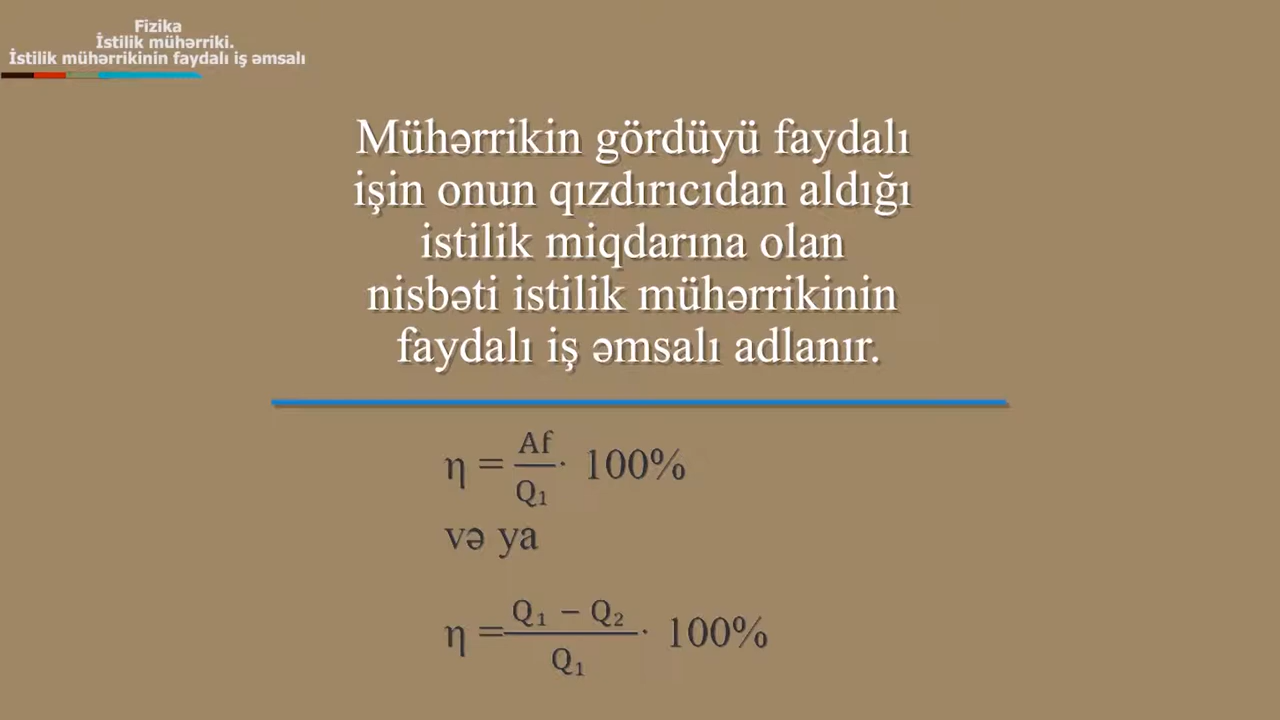 Fizika
İstilik mühərriki.
İstilik mühərrikinin faydalı iş əmsalı
Mühərrikin gördüyü faydalı
işin onun qızdırıcıdan aldığı
istilik miqdarına olan
nisbəti istilik mühərrikinin
faydalı iş əmsalı adlanır.
η = Af/Q₁ · 100%
və ya
η = Q₁ − Q₂/Q₁ · 100%